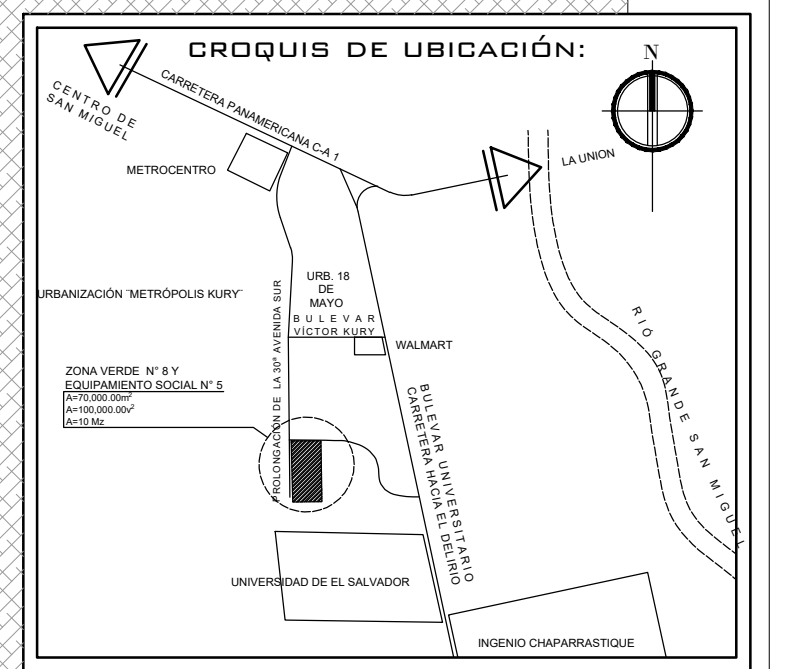 CROQUIS DE UBICACIÓN:
N
CENTRO DE
SAN MIGUEL
CARRETERA PANAMERICANA C-A 1
METROCENTRO
LA UNION
URB. 18
DE
MAYO
URBANIZACIÓN ¨METRÓPOLIS KURY¨
BULEVAR
VÍCTOR KURY
WALMART
PROLONGACIÓN DE LA 30ª AVENIDA SUR
RIÓ GRANDE SAN MIGUEL
ZONA VERDE N° 8 Y
EQUIPAMIENTO SOCIAL N° 5
A=70,000.00m²
A=100,000.00v²
A=10 Mz
BULEVAR UNIVERSITARIO
CARRETERA HACIA EL DELIRIO
UNIVERSIDAD DE EL SALVADOR
INGENIO CHAPARRASTIQUE